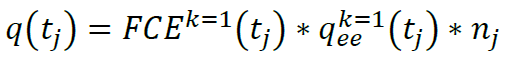 q(t_j) = FCE^{k=1}(t_j) * q_{ee}^{k=1}(t_j) * n_j